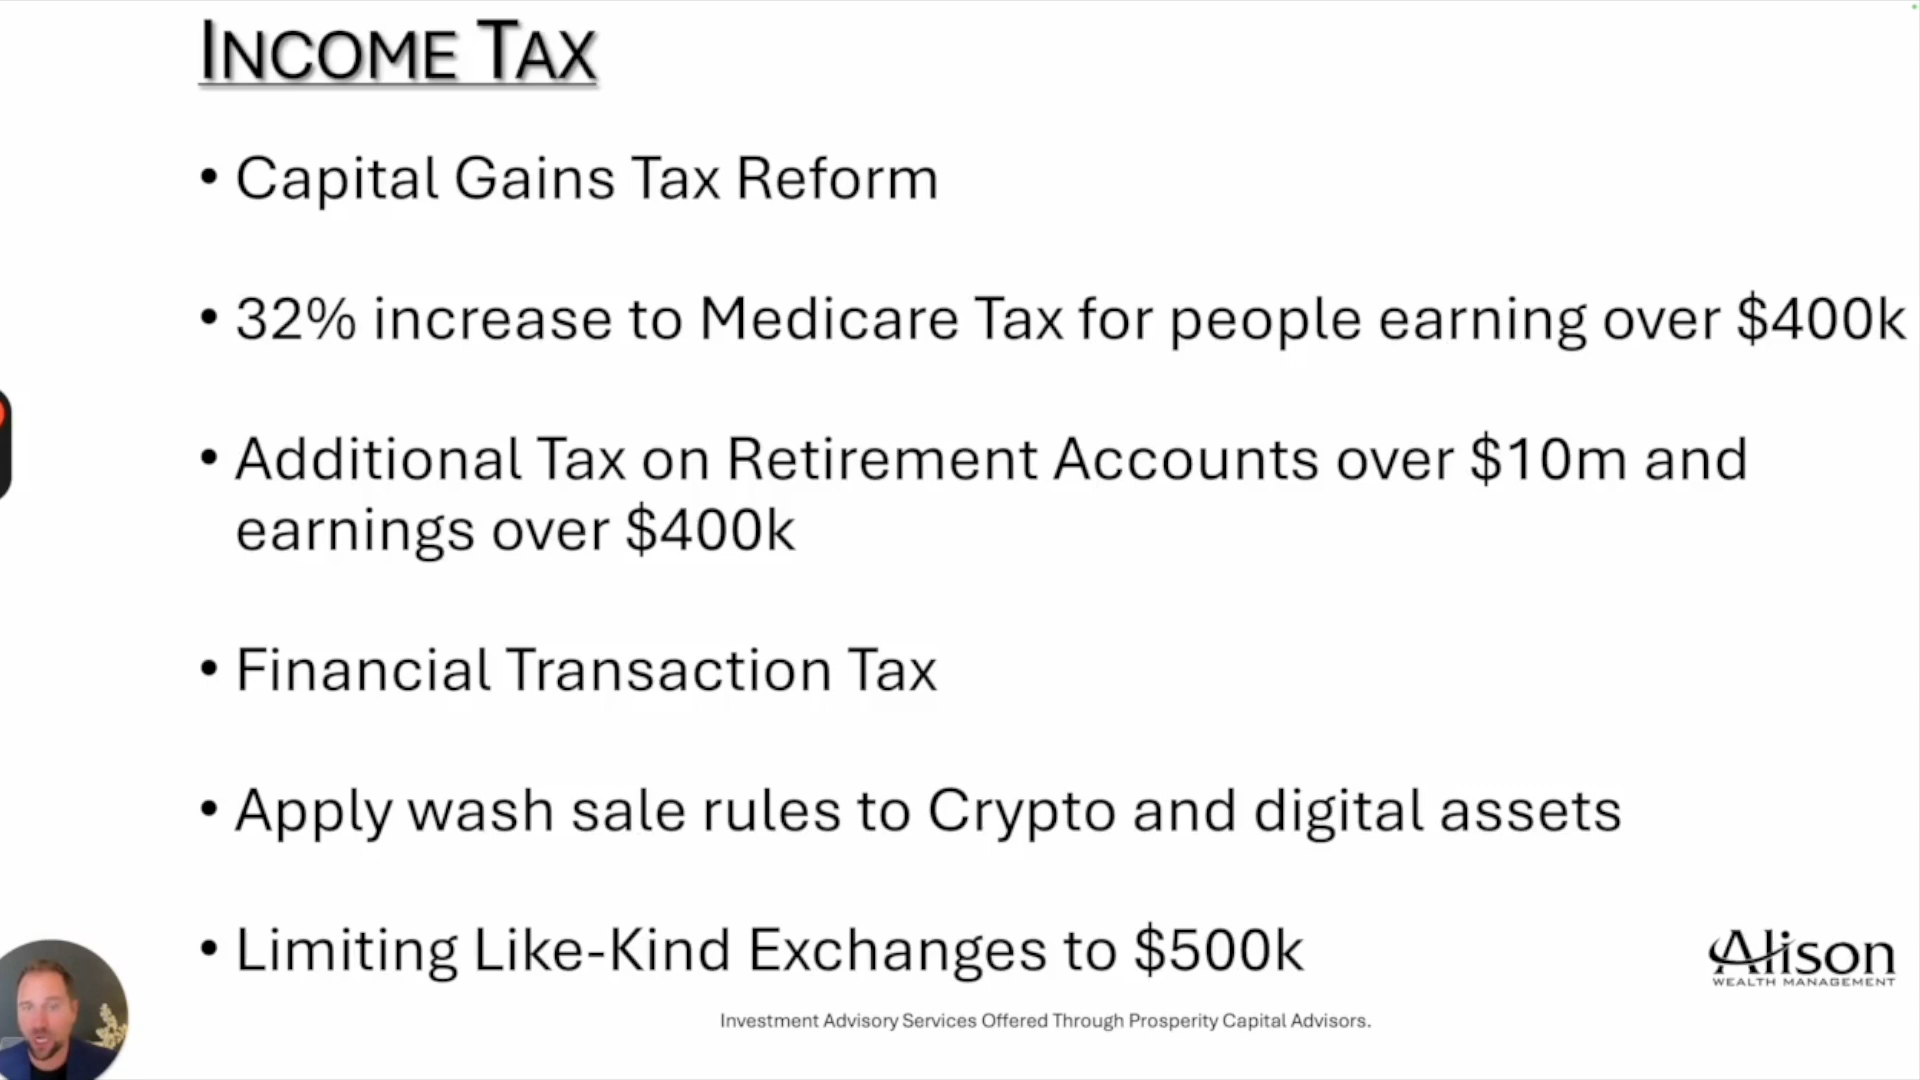 INCOME TAX
• Capital Gains Tax Reform
• 32% increase to Medicare Tax for people earning over $400k
• Additional Tax on Retirement Accounts over $10m and
earnings over $400k
• Financial Transaction Tax
• Apply wash sale rules to Crypto and digital assets
• Limiting Like-Kind Exchanges to $500k
Alison
WEALTH MANAGEMENT
Investment Advisory Services Offered Through Prosperity Capital Advisors.